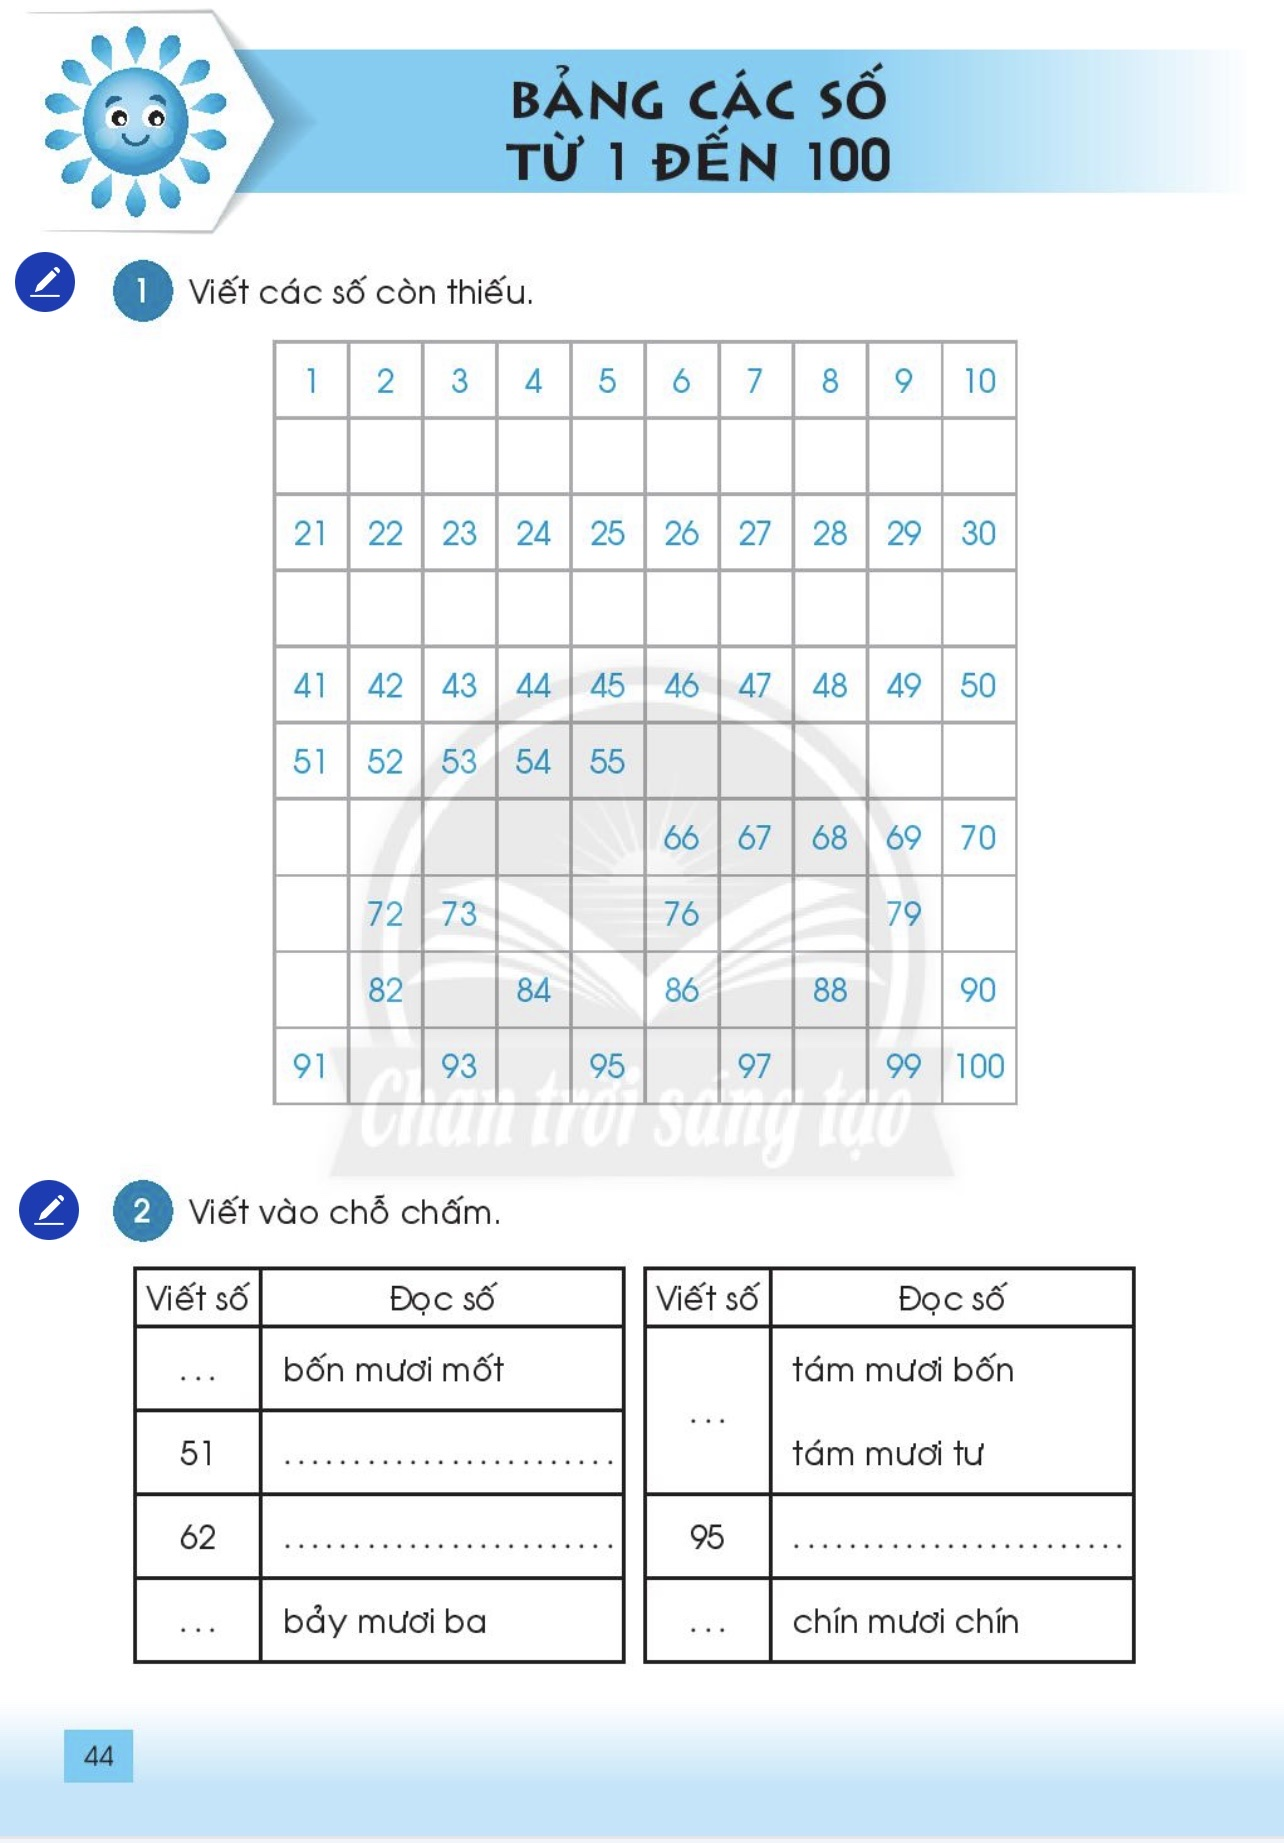 BẢNG CÁC SỐ
TỪ 1 ĐẾN 100
1 Viết các số còn thiếu.
1 2 3 4 5 6 7 8 9 10
21 22 23 24 25 26 27 28 29 30
41 42 43 44 45 46 47 48 49 50
51 52 53 54 55
66 67 68 69 70
72 73 76 79
82 84 86 88 90
91 93 95 97 99 100
Chân trời sáng tạo
2 Viết vào chỗ chấm.
Viết số Đọc số
... bốn mươi mốt
51 ........................
62 ........................
... bảy mươi ba
Viết số Đọc số
tám mươi bốn
...
tám mươi tư
95 ........................
... chín mươi chín
44